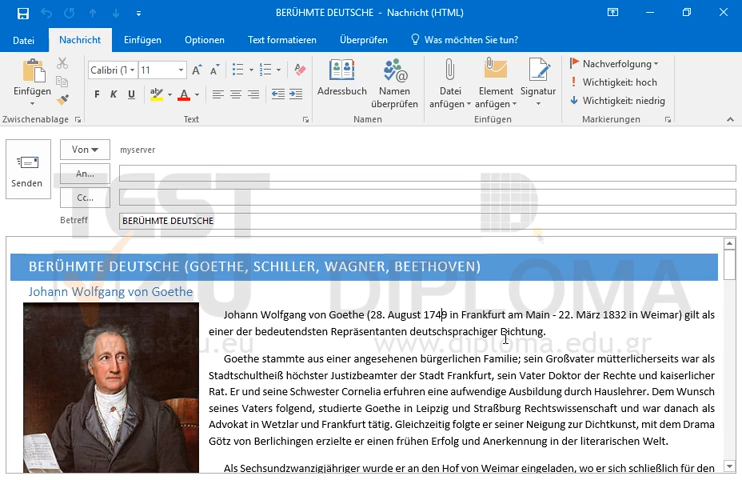 BERÜHMTE DEUTSCHE - Nachricht (HTML)
Datei Nachricht Einfügen Optionen Text formatieren Überprüfen Was möchten Sie tun?
Einfügen
Calibri (T 11
F K U
Adressbuch
Namen überprüfen
Datei anfügen
Element anfügen
Signatur
Nachverfolgung
Wichtigkeit: hoch
Wichtigkeit: niedrig
Zwischenablage Text Namen Einfügen Markierungen
Senden
Von myserver
An...
Cc...
Betreff BERÜHMTE DEUTSCHE
TEST
4U
DIPLOMA
BERÜHMTE DEUTSCHE (GOETHE, SCHILLER, WAGNER, BEETHOVEN)
Johann Wolfgang von Goethe
Johann Wolfgang von Goethe (28. August 1749 in Frankfurt am Main - 22. März 1832 in Weimar) gilt als
einer der bedeutendsten Repräsentanten deutschsprachiger Dichtung.
www.diploma.edu.gr
Goethe stammte aus einer angesehenen bürgerlichen Familie; sein Großvater mütterlicherseits war als
Stadtschultheiß höchster Justizbeamter der Stadt Frankfurt, sein Vater Doktor der Rechte und kaiserlicher
Rat. Er und seine Schwester Cornelia erfuhren eine aufwendige Ausbildung durch Hauslehrer. Dem Wunsch
seines Vaters folgend, studierte Goethe in Leipzig und Straßburg Rechtswissenschaft und war danach als
Advokat in Wetzlar und Frankfurt tätig. Gleichzeitig folgte er seiner Neigung zur Dichtkunst, mit dem Drama
Götz von Berlichingen erzielte er einen frühen Erfolg und Anerkennung in der literarischen Welt.
Als Sechsundzwanzigjähriger wurde er an den Hof von Weimar eingeladen, wo er sich schließlich für den